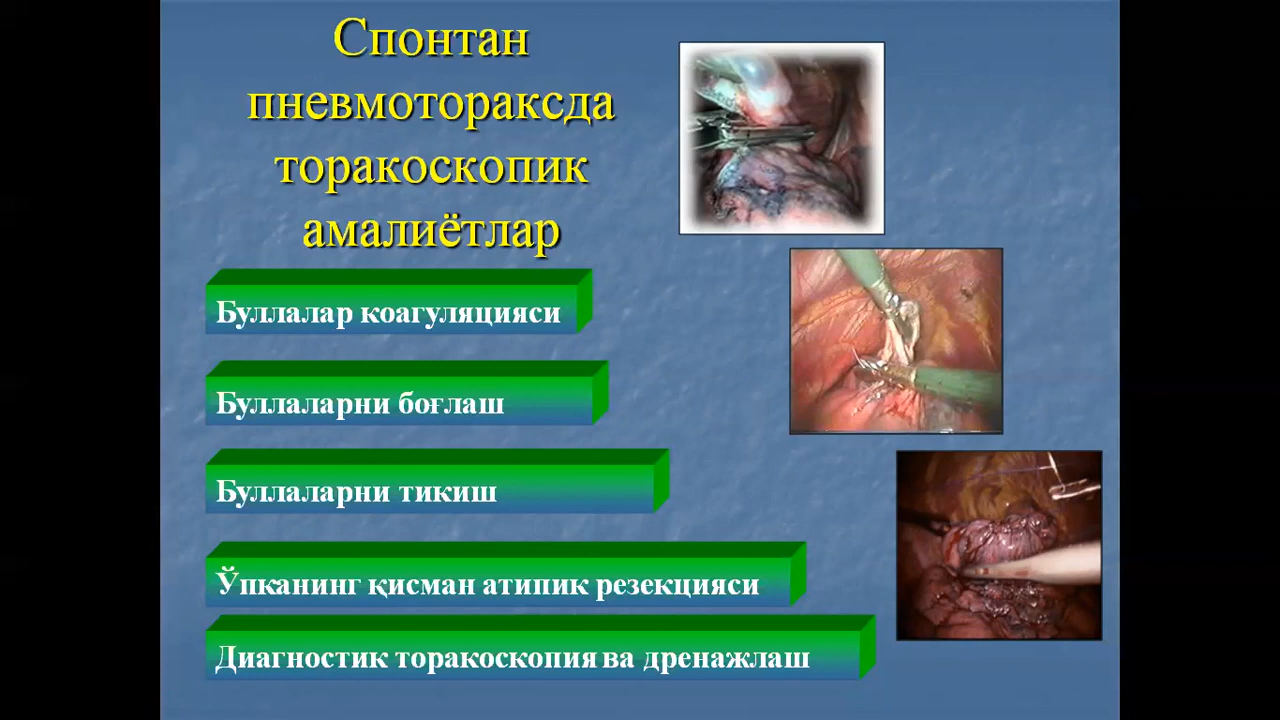 Спонтан
пневмотораксда
торакоскопик
амалиётлар
Буллалар коагуляцияси
Буллаларни боғлаш
Буллаларни тикиш
Ўпканинг қисман атипик резекцияси
Диагностик торакоскопия ва дренажлаш